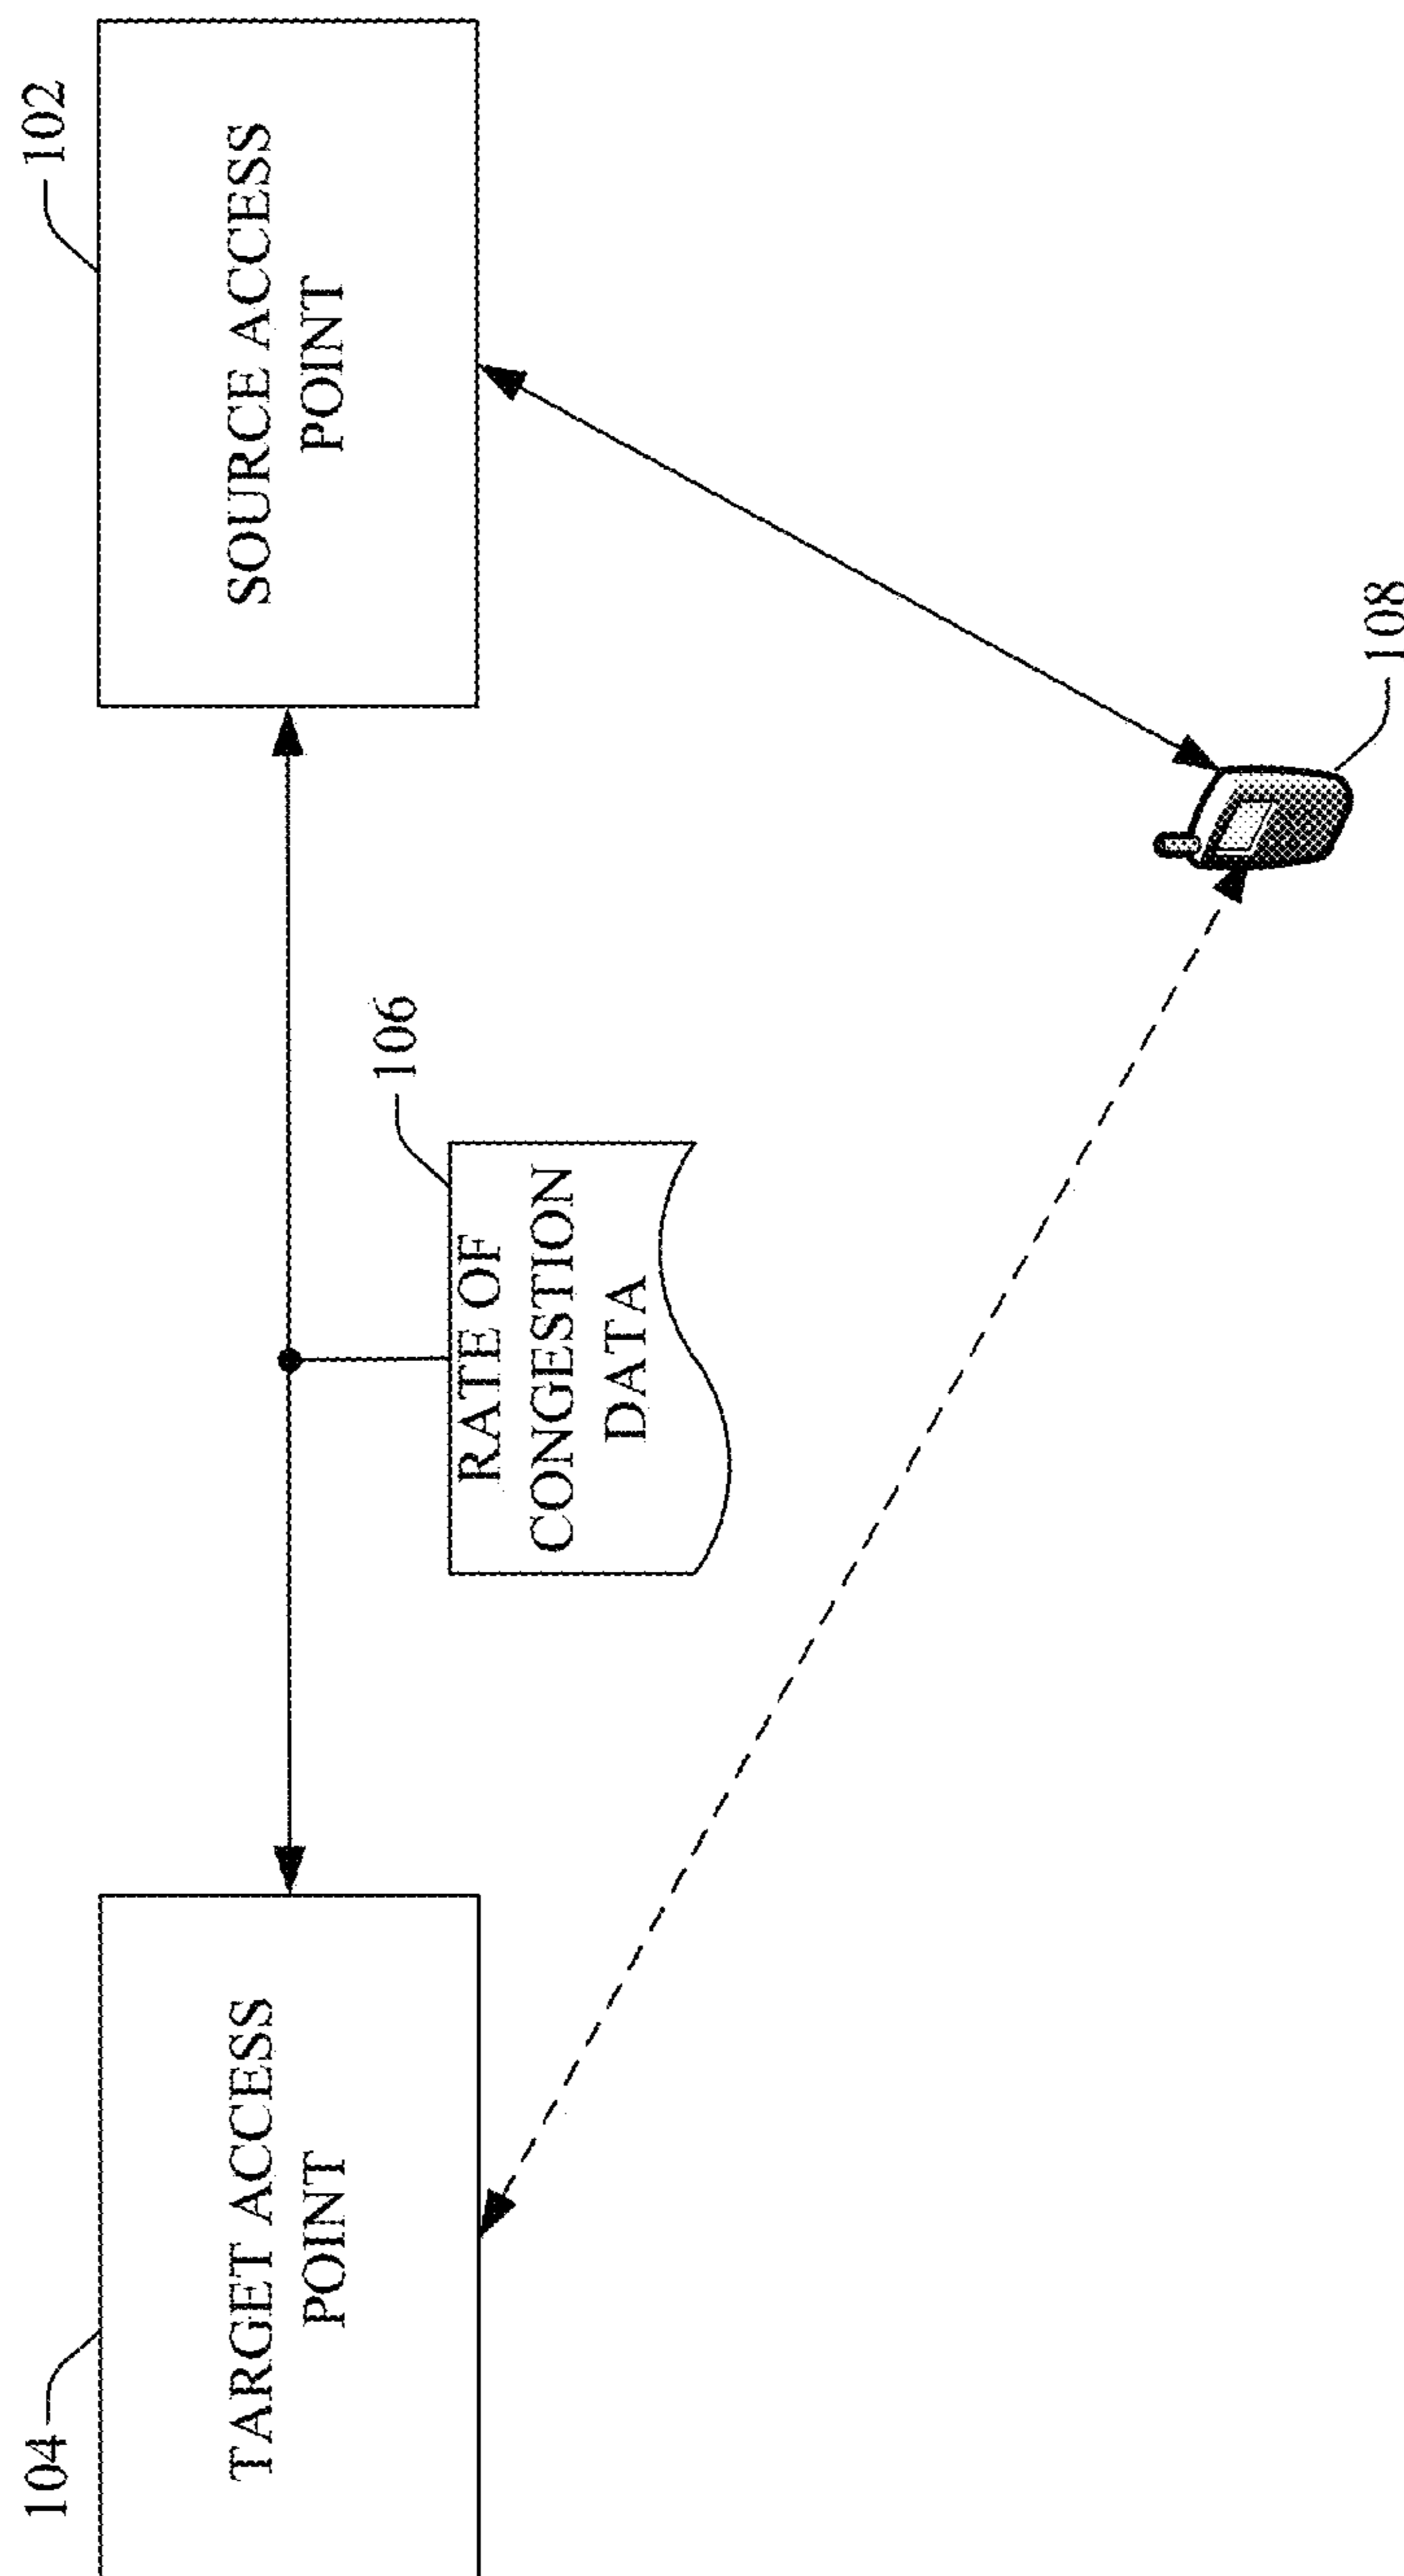 104
TARGET ACCESS
POINT
106
RATE OF
CONGESTION
DATA
102
SOURCE ACCESS
POINT
108